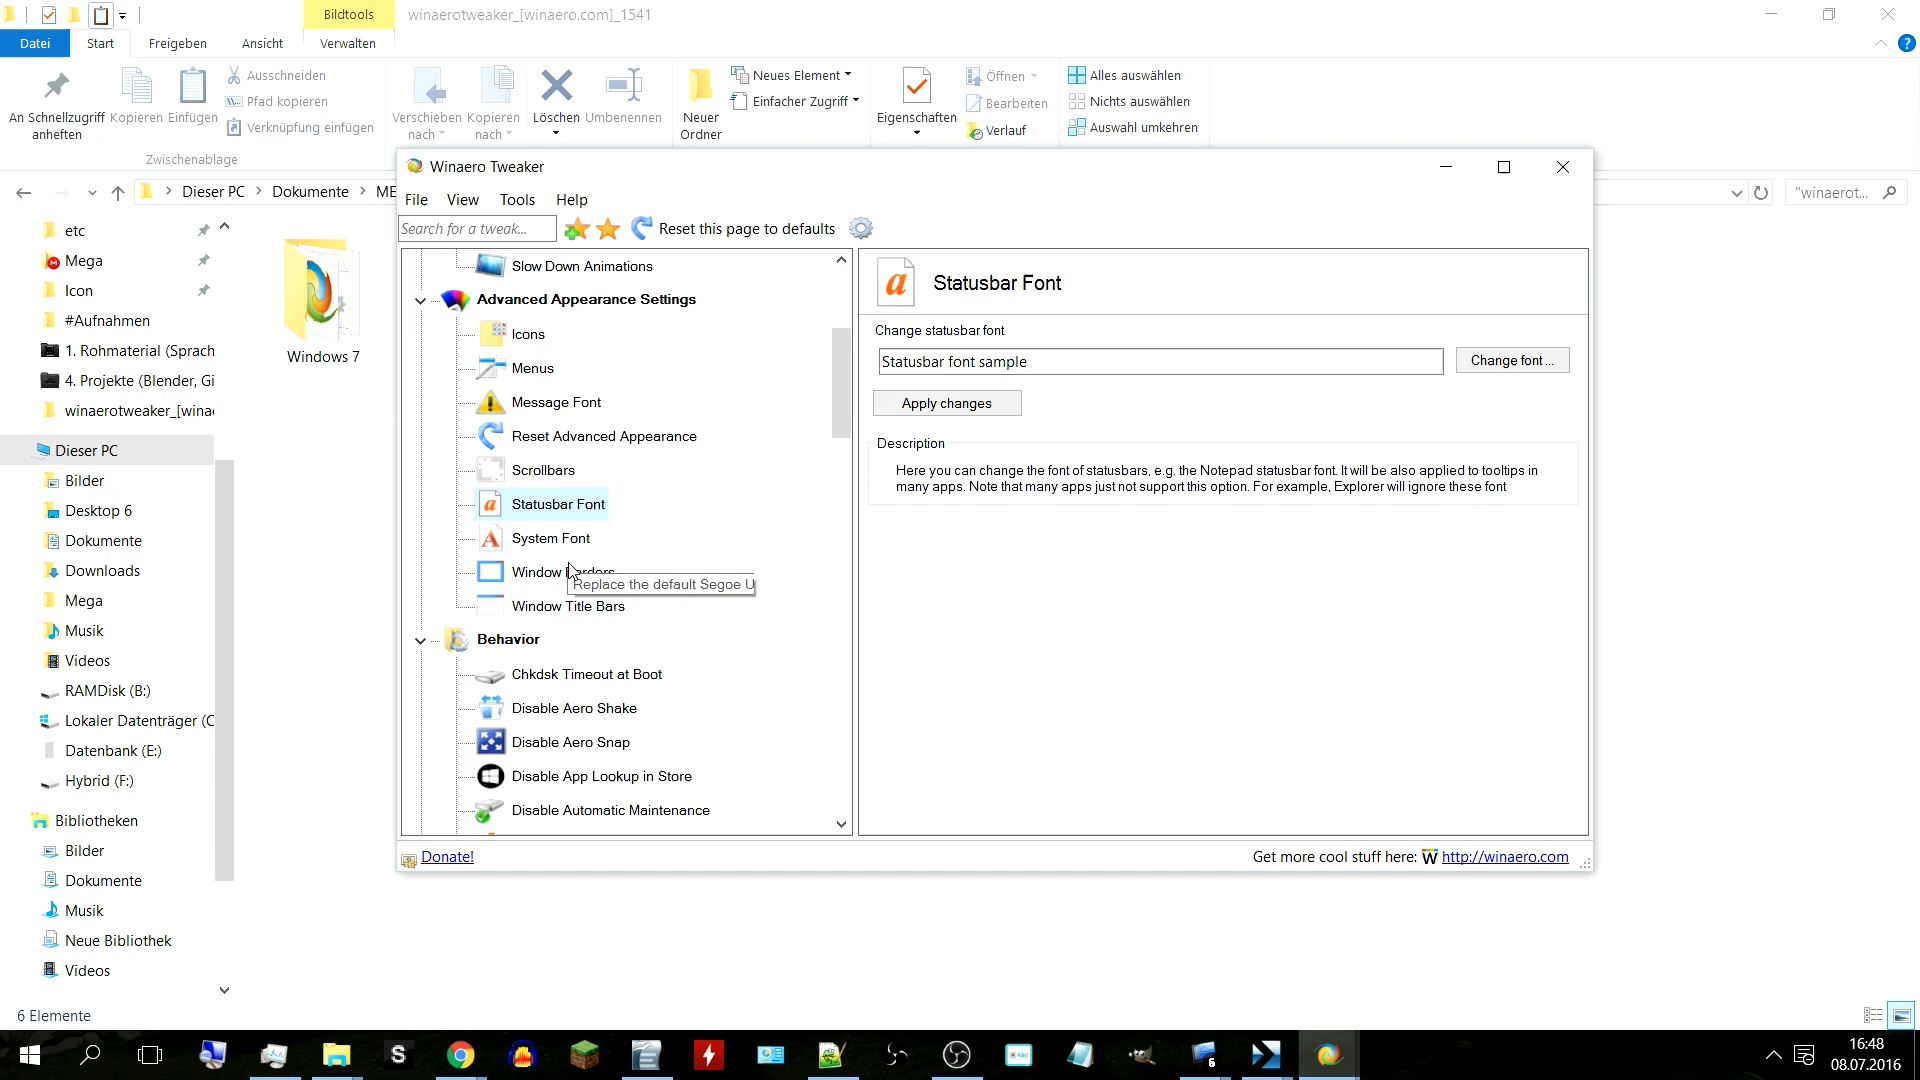 Bildtools
winaerotweaker_[winaero.com]_1541
Datei
Start
Freigeben
Ansicht
Verwalten
An Schnellzugriff
anheften
Kopieren
Einfügen
Ausschneiden
Pfad kopieren
Verknüpfung einfügen
Zwischenablage
Verschieben
nach
Kopieren
nach
Löschen
Umbenennen
Neuer
Ordner
Neues Element
Einfacher Zugriff
Eigenschaften
Öffnen
Bearbeiten
Verlauf
Alles auswählen
Nichts auswählen
Auswahl umkehren
Dieser PC
Dokumente
ME
"winaerot...
etc
Mega
Icon
#Aufnahmen
1. Rohmaterial (Sprach
4. Projekte (Blender, Gi
winaerotweaker_[wina
Dieser PC
Bilder
Desktop 6
Dokumente
Downloads
Mega
Musik
Videos
RAMDisk (B:)
Lokaler Datenträger (C
Datenbank (E:)
Hybrid (F:)
Bibliotheken
Bilder
Dokumente
Musik
Neue Bibliothek
Videos
6 Elemente
Windows 7
Winaero Tweaker
File
View
Tools
Help
Search for a tweak...
Reset this page to defaults
Slow Down Animations
Advanced Appearance Settings
Icons
Menus
Message Font
Reset Advanced Appearance
Scrollbars
Statusbar Font
System Font
Window
Replace the default Segoe U
Window Title Bars
Behavior
Chkdsk Timeout at Boot
Disable Aero Shake
Disable Aero Snap
Disable App Lookup in Store
Disable Automatic Maintenance
Statusbar Font
Change statusbar font
Statusbar font sample
Change font ...
Apply changes
Description
Here you can change the font of statusbars, e.g. the Notepad statusbar font. It will be also applied to tooltips in
many apps. Note that many apps just not support this option. For example, Explorer will ignore these font
Donate!
Get more cool stuff here: W http://winaero.com
S
REC
6
16:48
08.07.2016